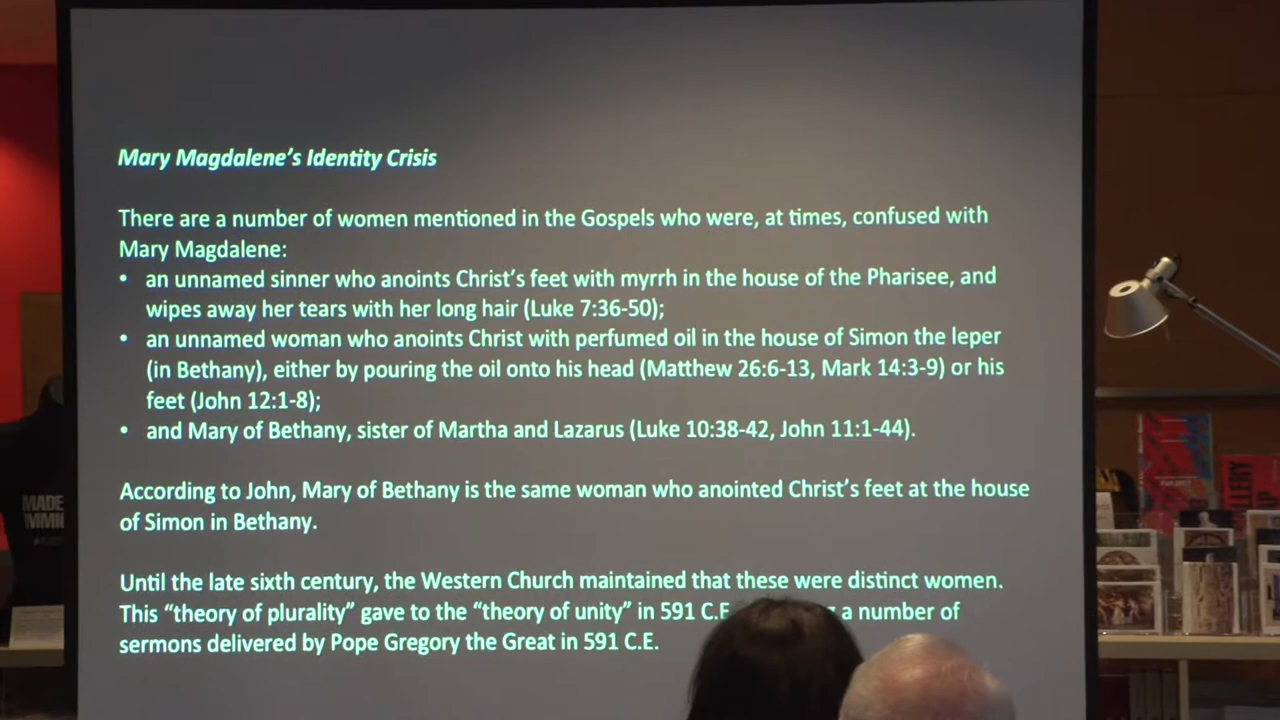 Mary Magdalene's Identity Crisis
There are a number of women mentioned in the Gospels who were, at times, confused with
Mary Magdalene:
• an unnamed sinner who anoints Christ's feet with myrrh in the house of the Pharisee, and
wipes away her tears with her long hair (Luke 7:36-50);
• an unnamed woman who anoints Christ with perfumed oil in the house of Simon the leper
(in Bethany), either by pouring the oil onto his head (Matthew 26:6-13, Mark 14:3-9) or his
feet (John 12:1-8);
• and Mary of Bethany, sister of Martha and Lazarus (Luke 10:38-42, John 11:1-44).
According to John, Mary of Bethany is the same woman who anointed Christ's feet at the house
of Simon in Bethany.
Until the late sixth century, the Western Church maintained that these were distinct women.
This “theory of plurality” gave to the “theory of unity” in 591 C.E a number of
sermons delivered by Pope Gregory the Great in 591 C.E.
MADE